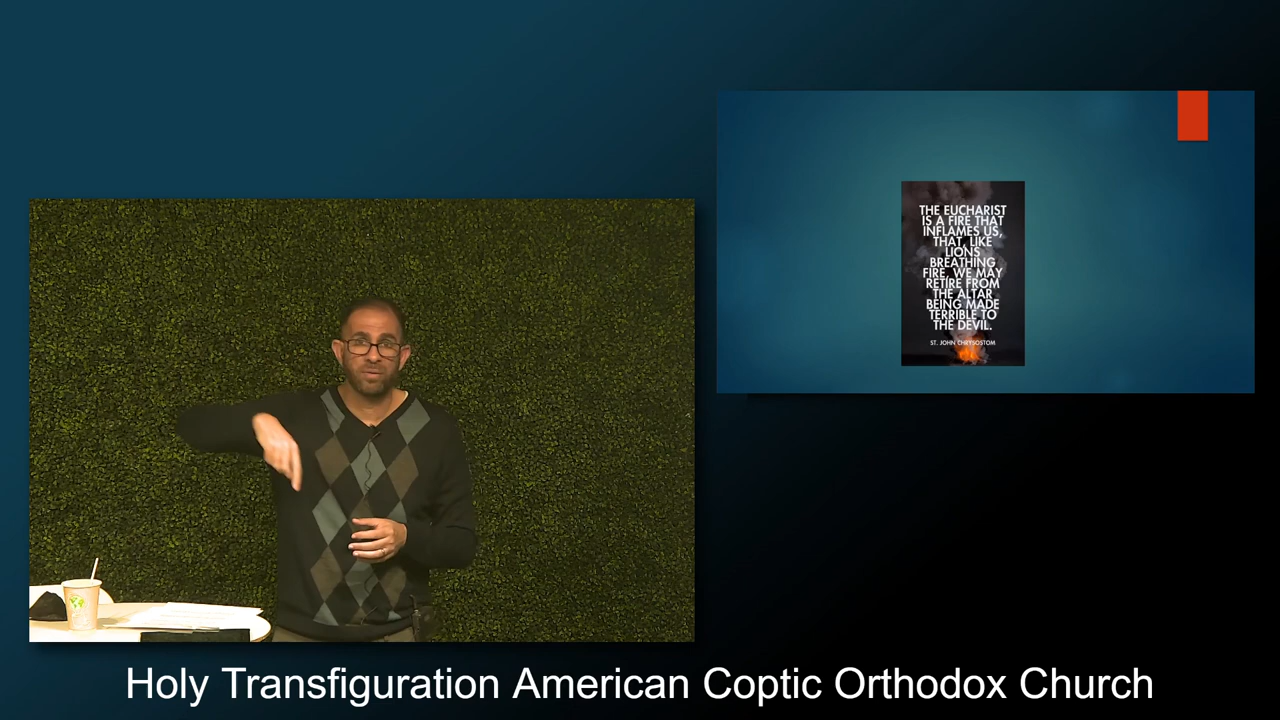 THE EUCHARIST
IS A FIRE THAT
INFLAMES US,
THAT, LIKE
LIONS
BREATHING
FIRE, WE MAY
RETIRE FROM
THE ALTAR
BEING MADE
TERRIBLE TO
THE DEVIL.
ST. JOHN CHRYSOSTOM
Holy Transfiguration American Coptic Orthodox Church